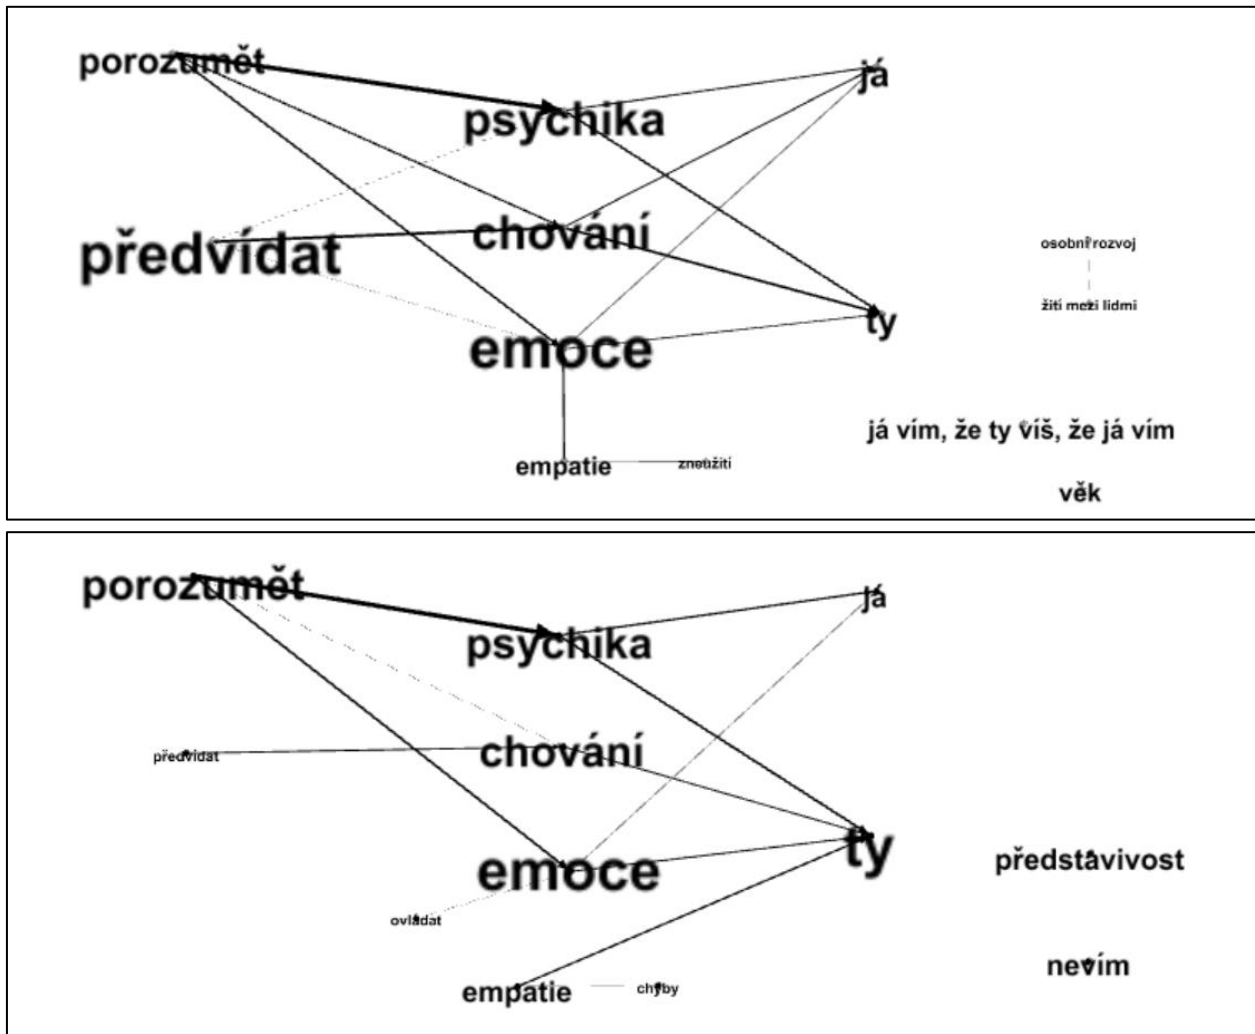 porozumět
já
psychika
předvídat
chování
osobní rozvoj
žití mezi lidmi
ty
emoce
já vím, že ty víš, že já vím
empatie
zneužití
věk
porozumět
já
psychika
předvídat
chování
ty
představivost
emoce
ovládat
nevím
empatie
chyby